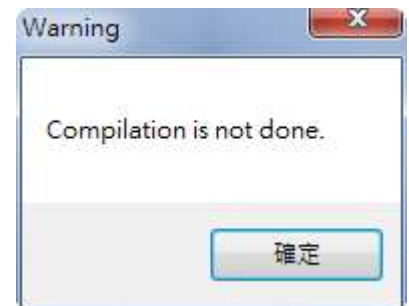 Warning
Compilation is not done.
確定